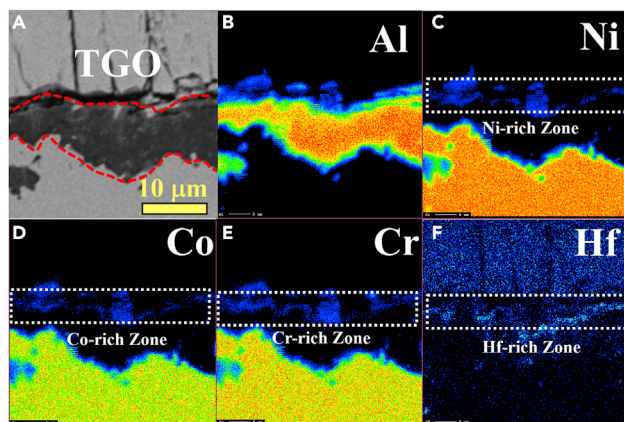 A
TGO
10 μm
B
Al
C
Ni
Ni-rich Zone
D
Co
Co-rich Zone
E
Cr
Cr-rich Zone
F
Hf
Hf-rich Zone